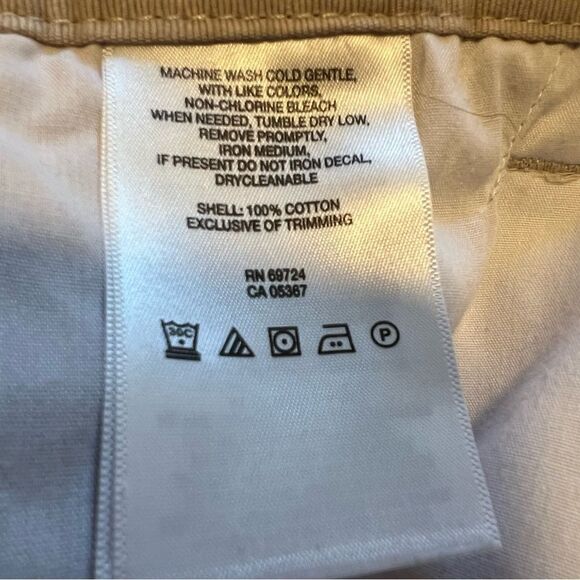 MACHINE WASH COLD GENTLE,
WITH LIKE COLORS,
NON-CHLORINE BLEACH
WHEN NEEDED, TUMBLE DRY LOW,
REMOVE PROMPTLY,
IRON MEDIUM,
IF PRESENT DO NOT IRON DECAL,
DRYCLEANABLE
SHELL: 100% COTTON
EXCLUSIVE OF TRIMMING
RN 69724
CA 05367
30C P